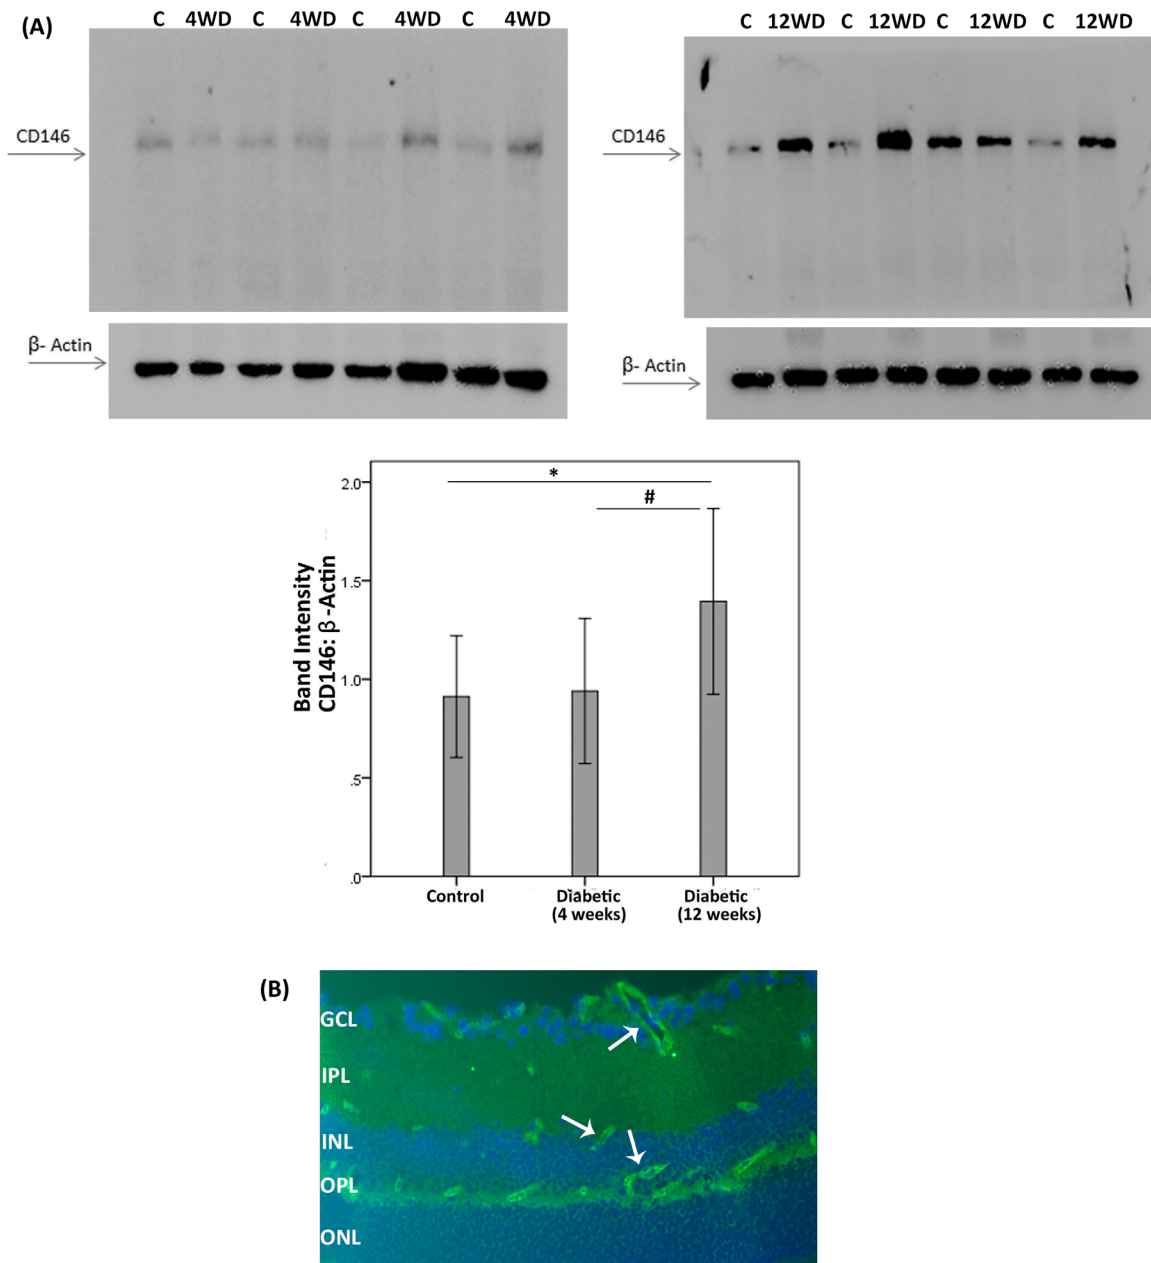 (A)
C 4WD C 4WD C 4WD C 4WD
C 12WD C 12WD C 12WD C 12WD
CD146
CD146
β- Actin
β- Actin
Band Intensity
CD146: β -Actin
2.0
1.5
1.0
.5
.0
*
#
Control
Diabetic
(4 weeks)
Diabetic
(12 weeks)
(B)
GCL
IPL
INL
OPL
ONL